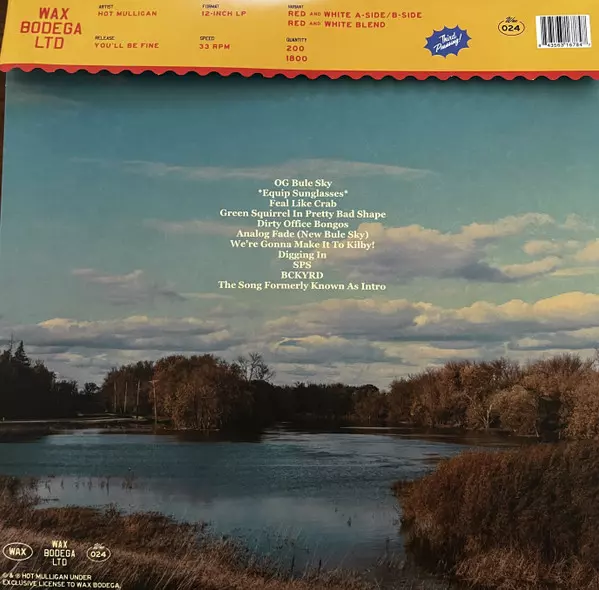 WAX
BODEGA
LTD
ARTIST
HOT MULLIGAN
RELEASE
YOU'LL BE FINE
FORMAT
12-INCH LP
SPEED
33 RPM
VARIANT
RED AND WHITE A-SIDE/B-SIDE
RED AND WHITE BLEND
QUANTITY
200
1800
Third
Pressing!
Wax
024
OG Bule Sky
*Equip Sunglasses*
Feal Like Crab
Green Squirrel In Pretty Bad Shape
Dirty Office Bongos
Analog Fade (New Bule Sky)
We're Gonna Make It To Kilby!
Digging In
SPS
BCKYRD
The Song Formerly Known As Intro
WAX
WAX
BODEGA
LTD
Wax
024
© & ℗ HOT MULLIGAN UNDER
EXCLUSIVE LICENSE TO WAX BODEGA.